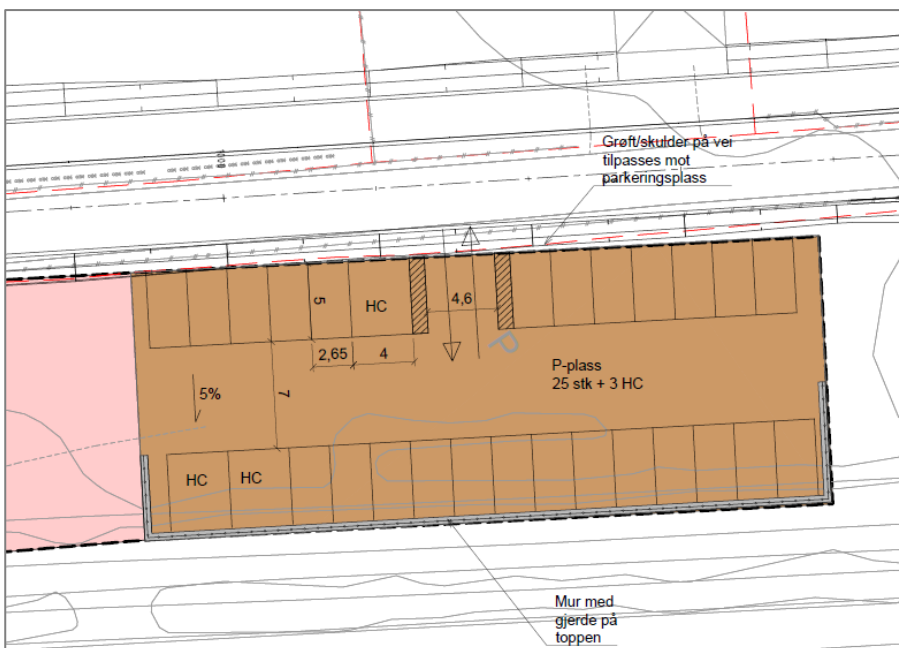 Grøft/skulder på vei
tilpasses mot
parkeringsplass
HC
5
4,6
2,65
4
P
P-plass
25 stk + 3 HC
5%
7
HC
HC
Mur med
gjerde på
toppen